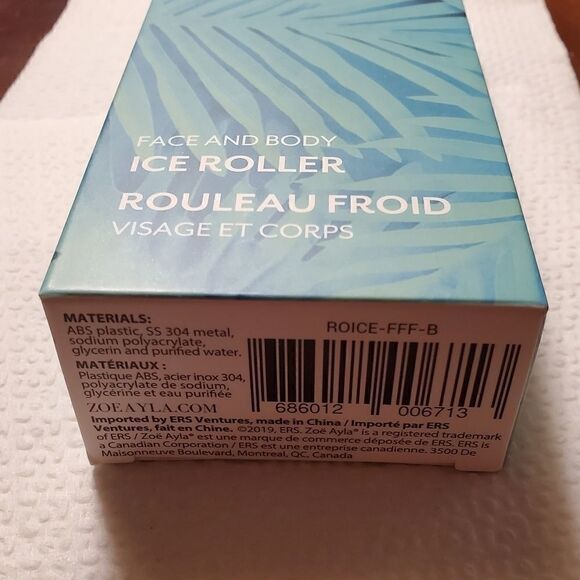 FACE AND BODY
ICE ROLLER
ROULEAU FROID
VISAGE ET CORPS
MATERIALS:
ABS plastic, SS 304 metal,
sodium polyacrylate,
glycerin and purified water.
MATÉRIAUX :
Plastique ABS, acier inox 304,
polyacrylate de sodium,
glycérine et eau purifiée
ZOEAYLA.COM
ROICE-FFF-B
686012 006713
Imported by ERS Ventures, made in China / Importé par ERS
Ventures, fait en Chine. ©2019, ERS. Zoë Ayla® is a registered trademark
of ERS / Zoë Ayla® est une marque de commerce déposée de ERS. ERS is
a Canadian Corporation / ERS est une entreprise canadienne. 3500 De
Maisonneuve Boulevard, Montreal, QC, Canada